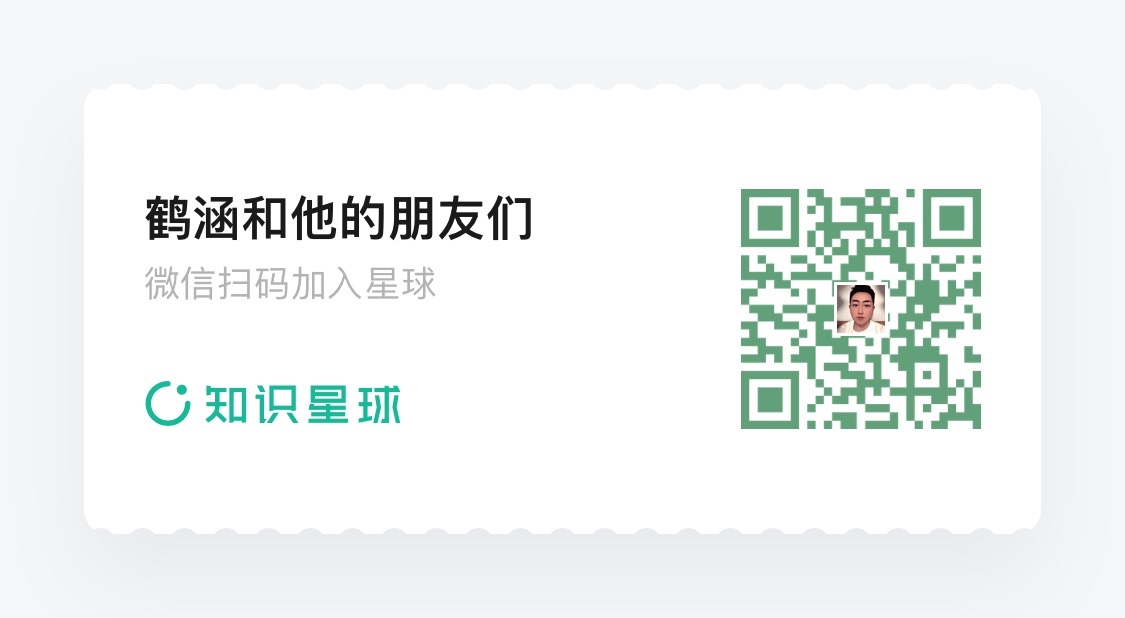 鹤涵和他的朋友们
微信扫码加入星球
知识星球